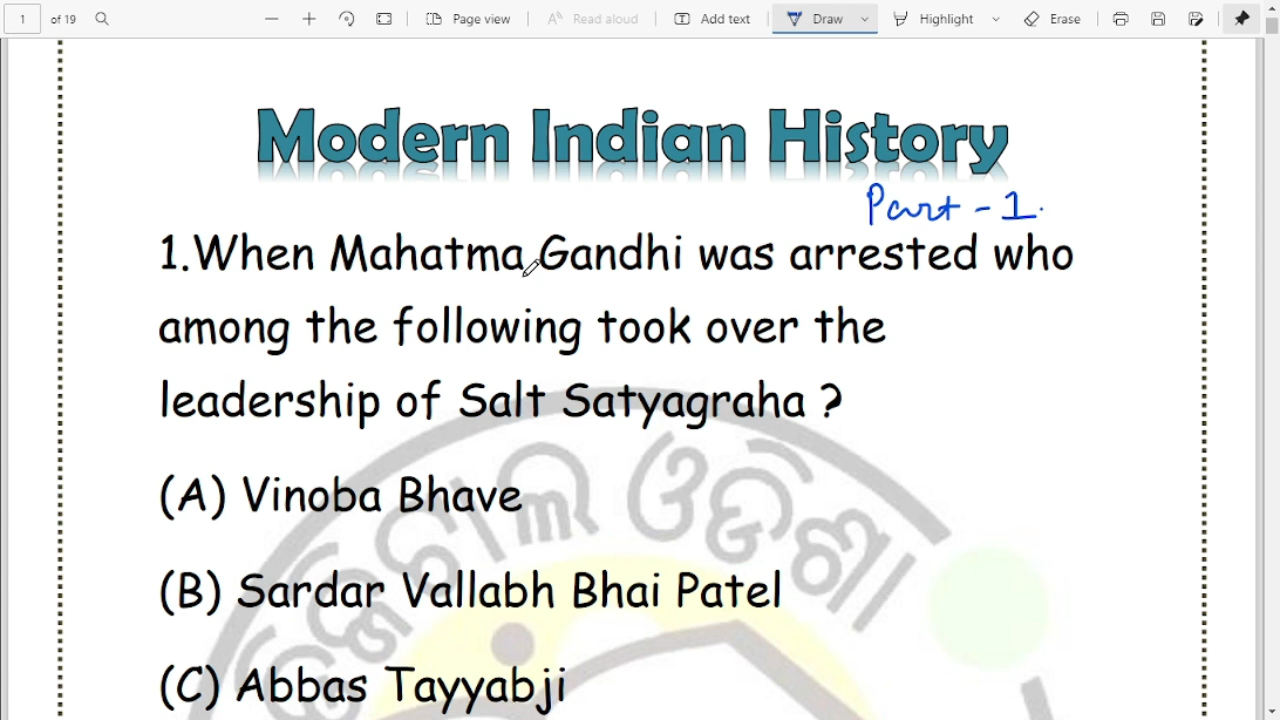 1 of 19 Page view Read aloud Add text Draw Highlight Erase
Modern Indian History
Part - 1.
1.When Mahatma Gandhi was arrested who
among the following took over the
leadership of Salt Satyagraha ?
(A) Vinoba Bhave
(B) Sardar Vallabh Bhai Patel
(C) Abbas Tayyabji